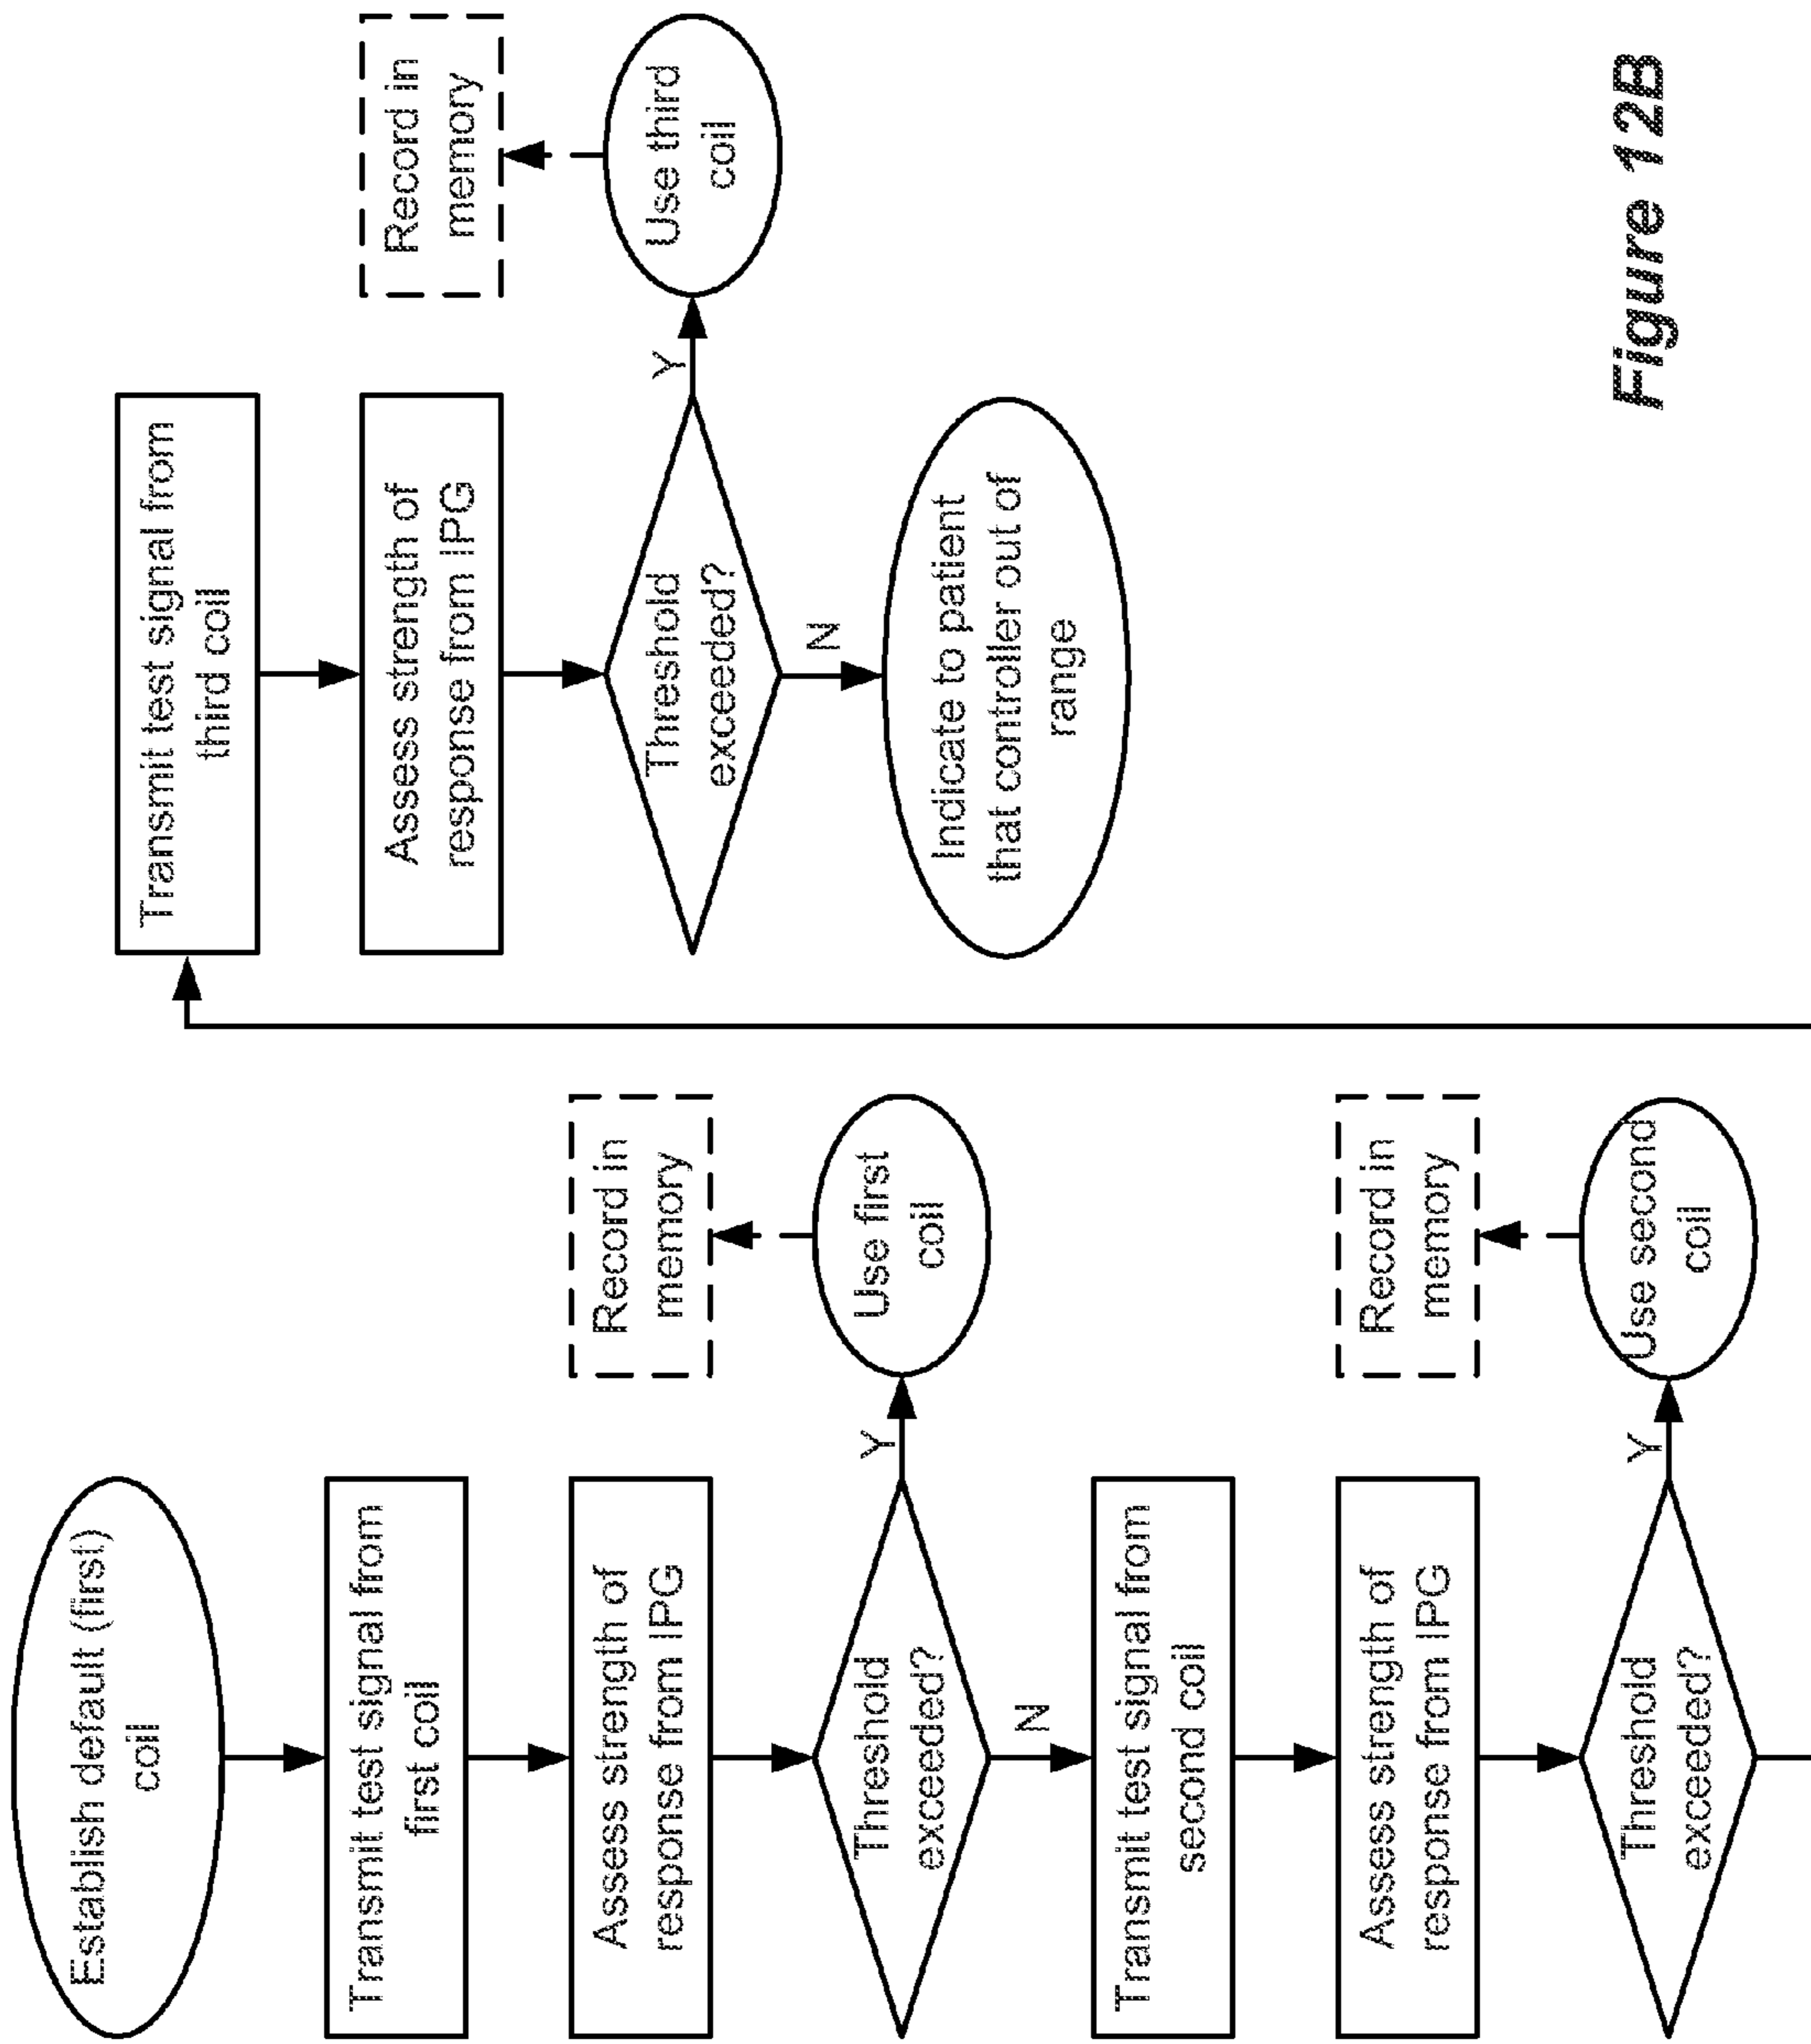 Establish default (first)
coil
Transmit test signal from
first coil
Assess strength of
response from IPG
Threshold
exceeded?
Y
Use first
coil
Record in
memory
N
Transmit test signal from
second coil
Assess strength of
response from IPG
Threshold
exceeded?
Y
Use second
coil
Record in
memory
Transmit test signal from
third coil
Assess strength of
response from IPG
Threshold
exceeded?
Y
Use third
coil
Record in
memory
N
Indicate to patient
that controller out of
range
Figure 12B